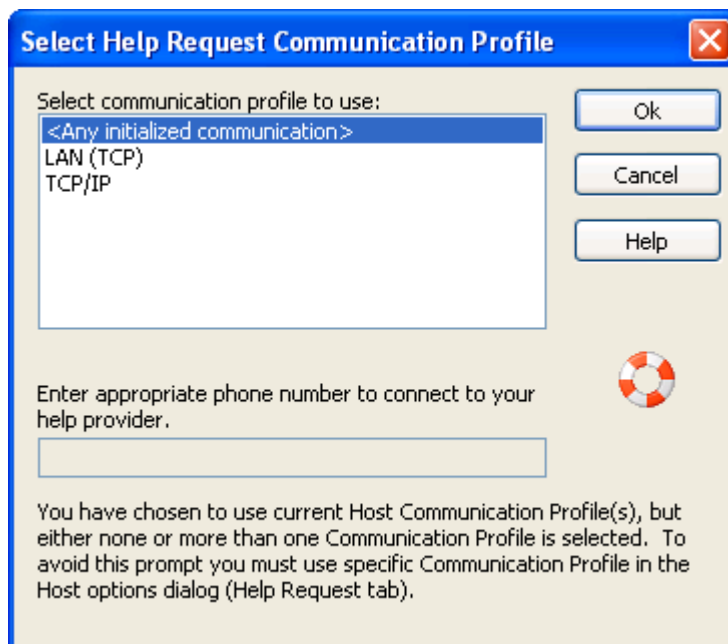 Select Help Request Communication Profile
Select communication profile to use:
<Any initialized communication>
LAN (TCP)
TCP/IP
Ok
Cancel
Help
Enter appropriate phone number to connect to your
help provider.
You have chosen to use current Host Communication Profile(s), but
either none or more than one Communication Profile is selected.  To
avoid this prompt you must use specific Communication Profile in the
Host options dialog (Help Request tab).